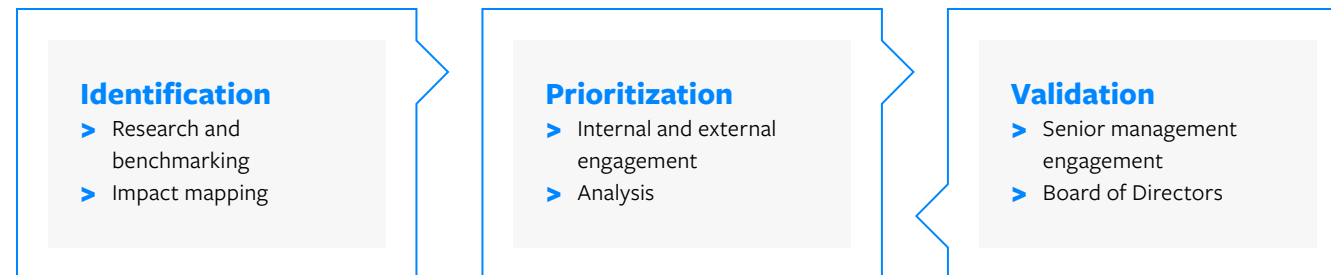 Identification
> Research and
benchmarking
> Impact mapping
Prioritization
> Internal and external
engagement
> Analysis
Validation
> Senior management
engagement
> Board of Directors